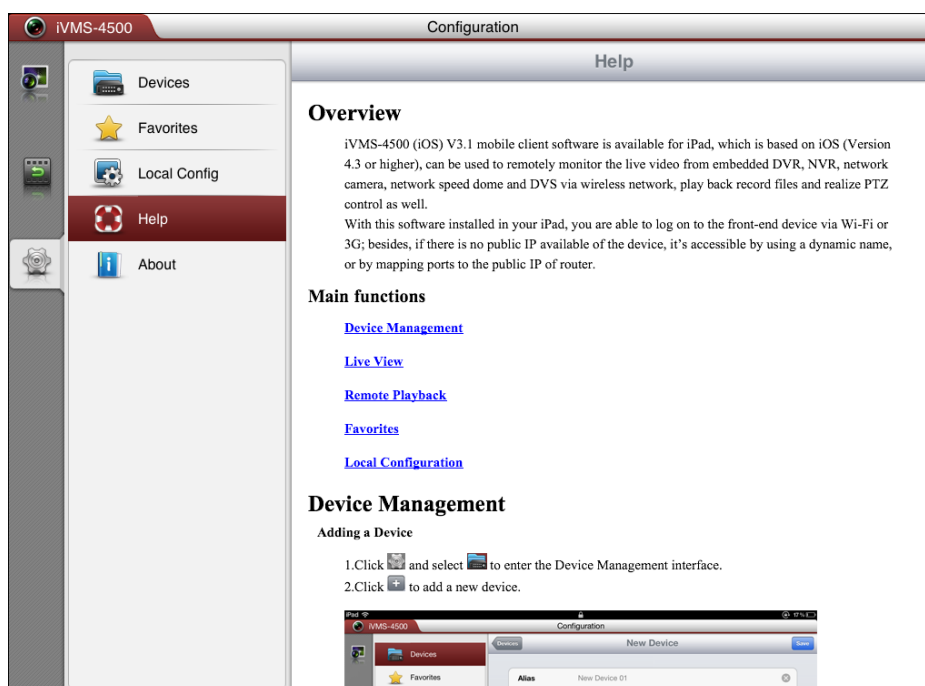 iVMS-4500
Configuration
Help
Devices
Favorites
Local Config
Help
About
Overview
iVMS-4500 (iOS) V3.1 mobile client software is available for iPad, which is based on iOS (Version
4.3 or higher), can be used to remotely monitor the live video from embedded DVR, NVR, network
camera, network speed dome and DVS via wireless network, play back record files and realize PTZ
control as well.
With this software installed in your iPad, you are able to log on to the front-end device via Wi-Fi or
3G; besides, if there is no public IP available of the device, it's accessible by using a dynamic name,
or by mapping ports to the public IP of router.
Main functions
Device Management
Live View
Remote Playback
Favorites
Local Configuration
Device Management
Adding a Device
1.Click and select to enter the Device Management interface.
2.Click to add a new device.
iPad
17%
iVMS-4500
Configuration
Devices
New Device
Save
Devices
Favorites
Alias New Device 01